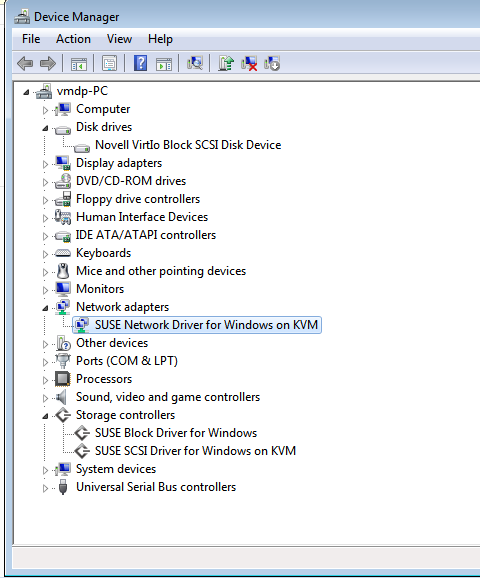 Device Manager
File Action View Help
vmdp-PC
Computer
Disk drives
Novell VirtIo Block SCSI Disk Device
Display adapters
DVD/CD-ROM drives
Floppy drive controllers
Human Interface Devices
IDE ATA/ATAPI controllers
Keyboards
Mice and other pointing devices
Monitors
Network adapters
SUSE Network Driver for Windows on KVM
Other devices
Ports (COM & LPT)
Processors
Sound, video and game controllers
Storage controllers
SUSE Block Driver for Windows
SUSE SCSI Driver for Windows on KVM
System devices
Universal Serial Bus controllers